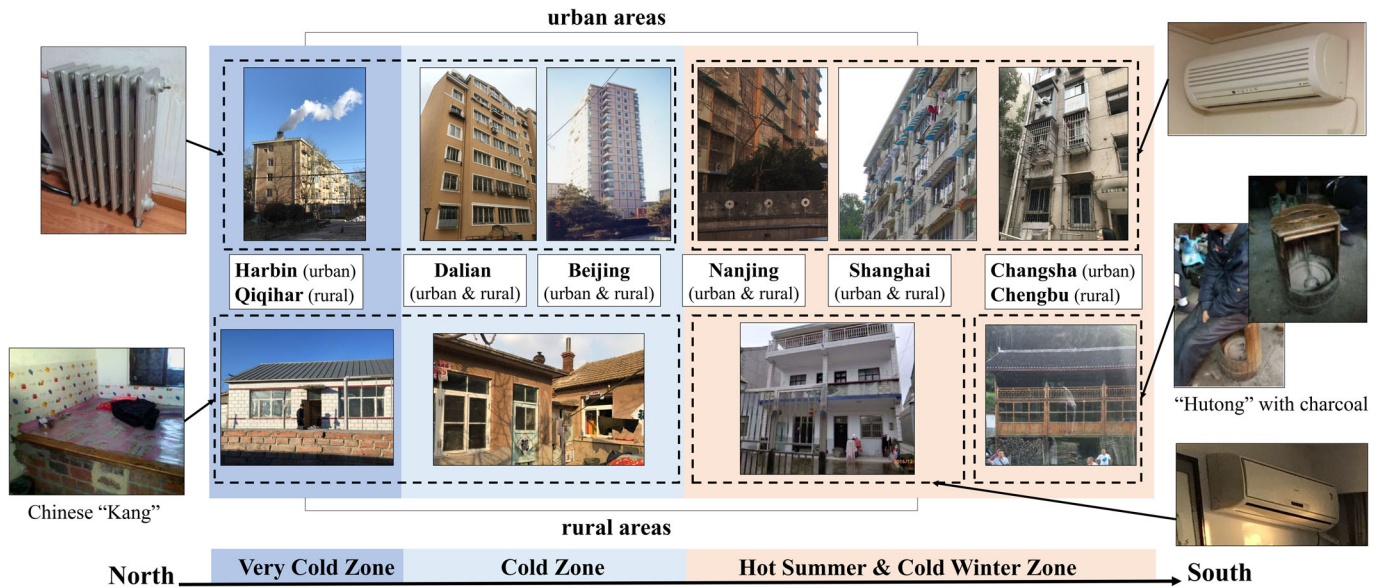 urban areas
Harbin (urban)
Qiqihar (rural)
Dalian
(urban & rural)
Beijing
(urban & rural)
Nanjing
(urban & rural)
Shanghai
(urban & rural)
Changsha (urban)
Chengbu (rural)
"Hutong" with charcoal
Chinese "Kang"
rural areas
North
Very Cold Zone
Cold Zone
Hot Summer & Cold Winter Zone
South